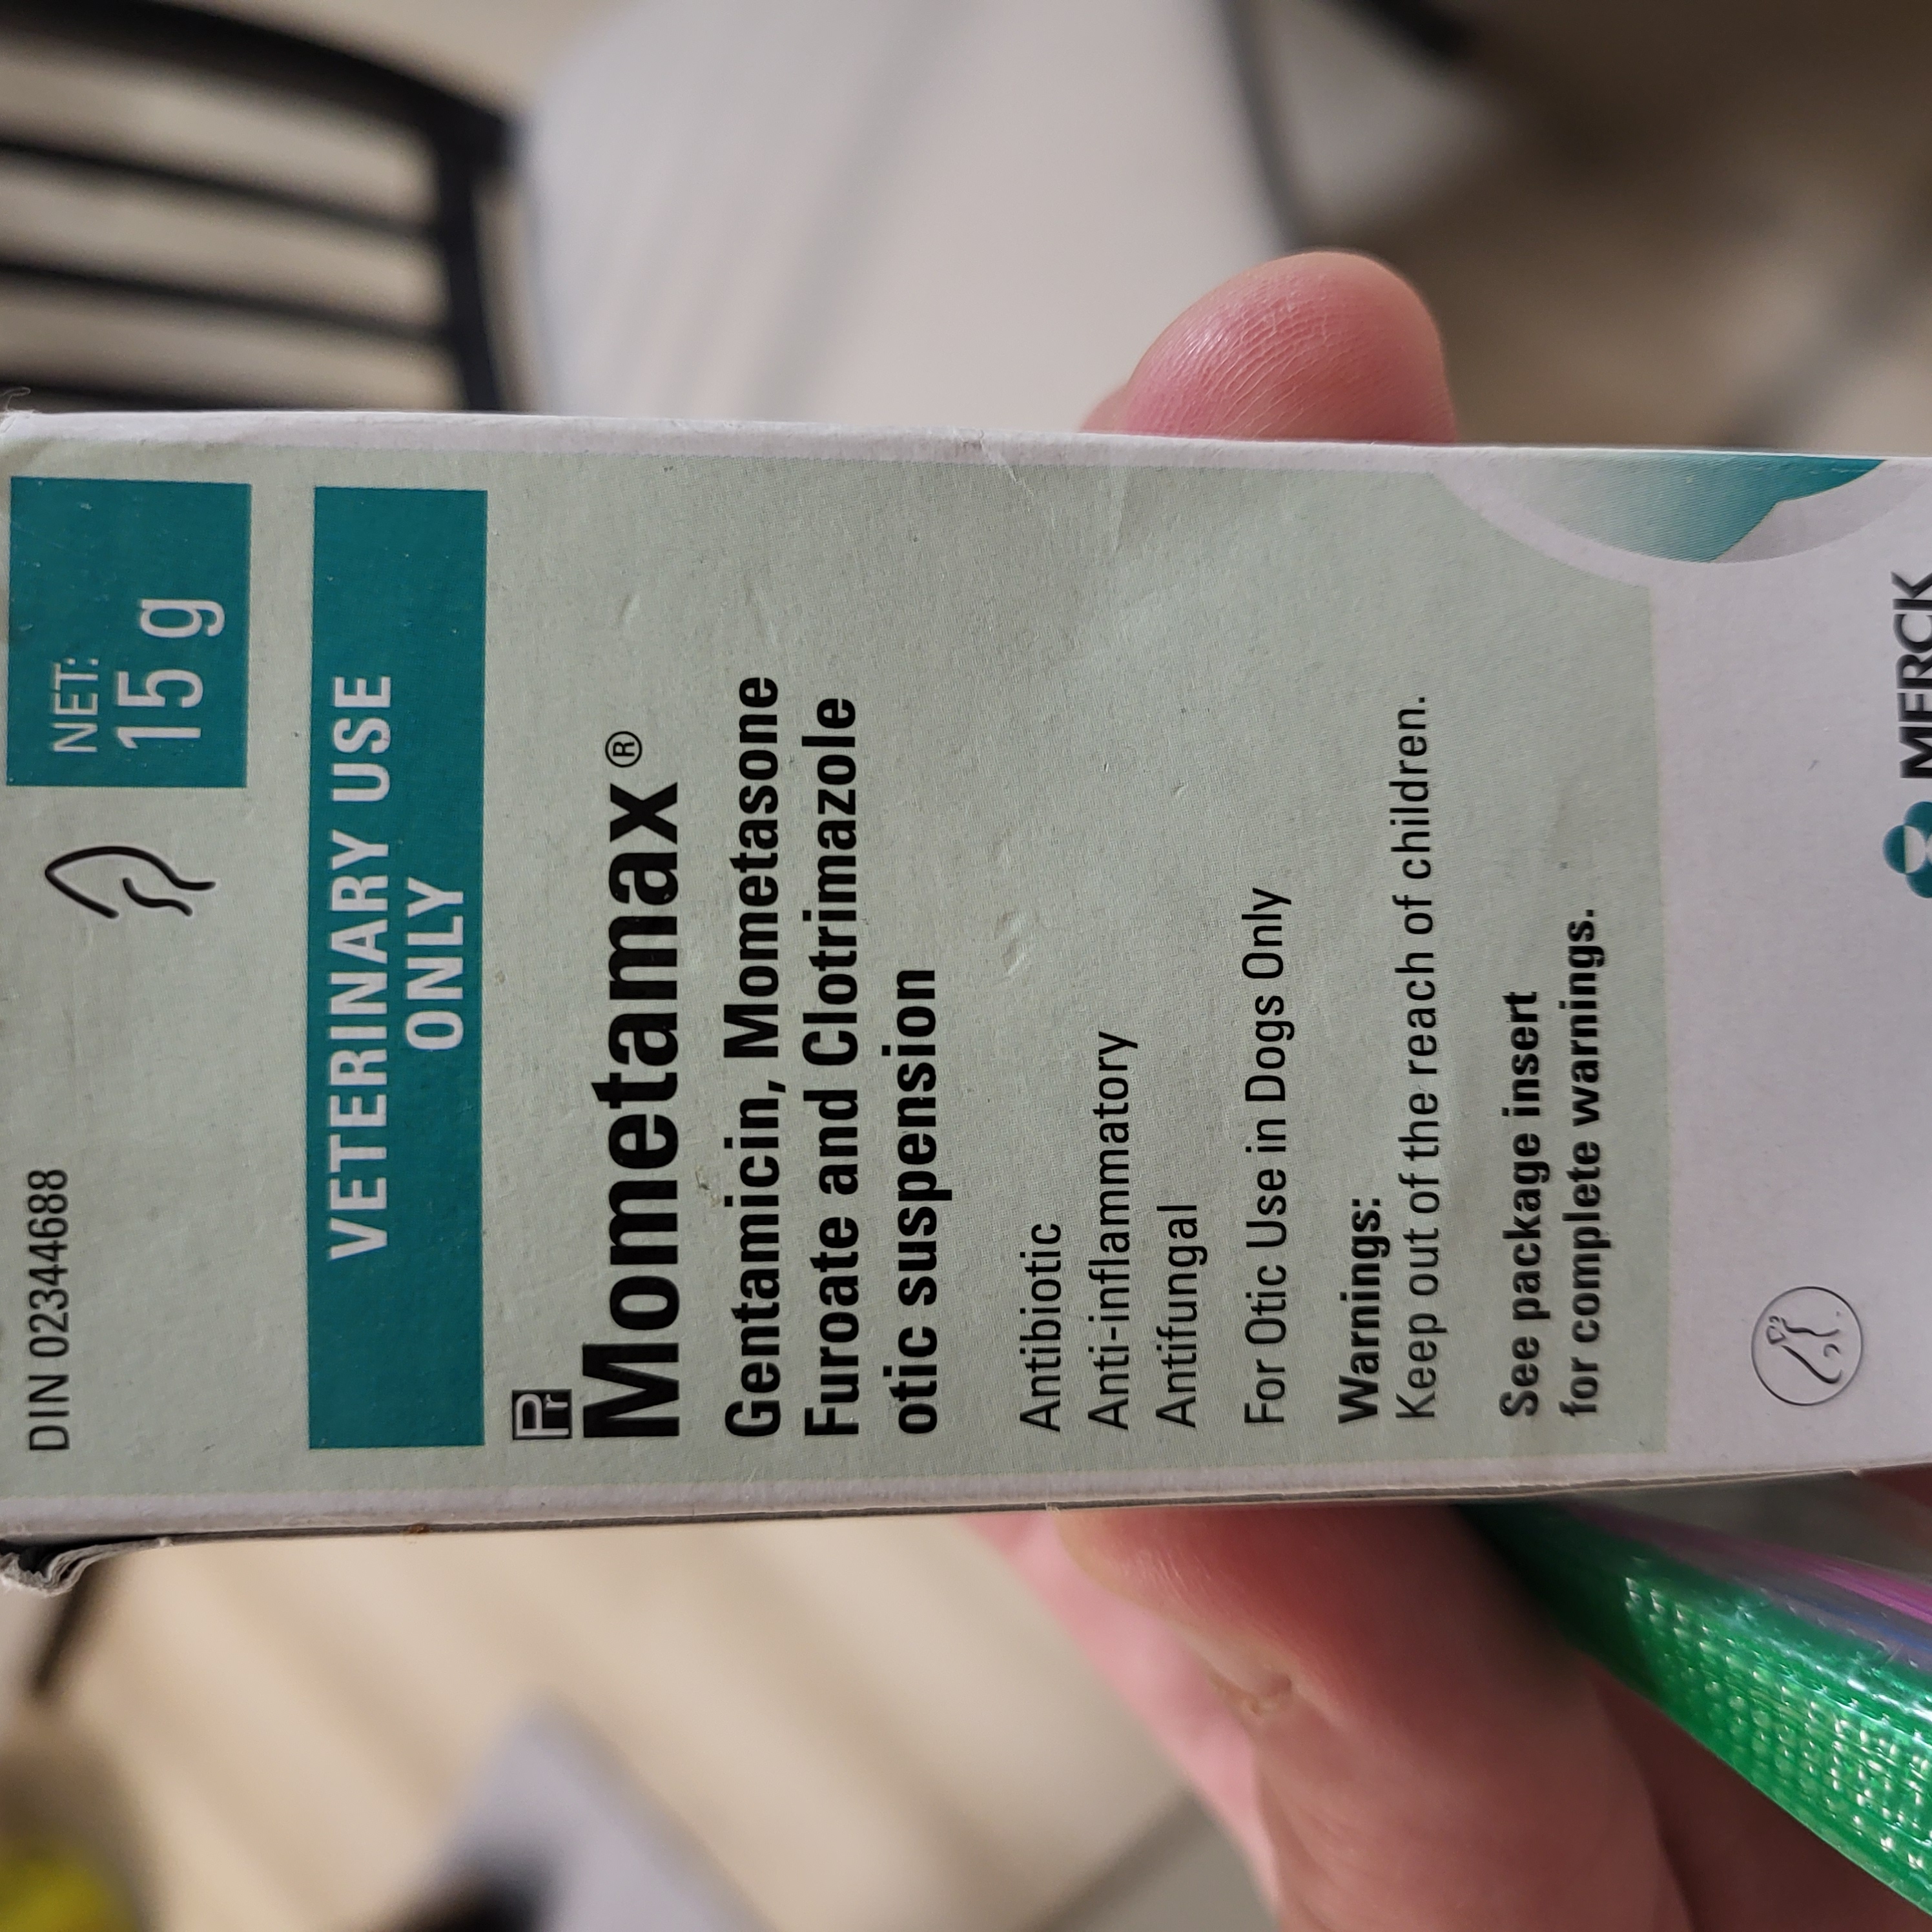 DIN 02344688
NET:
15 g
VETERINARY USE
ONLY
Pr
Mometamax®
Gentamicin, Mometasone
Furoate and Clotrimazole
otic suspension
Antibiotic
Anti-inflammatory
Antifungal
For Otic Use in Dogs Only
Warnings:
Keep out of the reach of children.
See package insert
for complete warnings.
MERCK